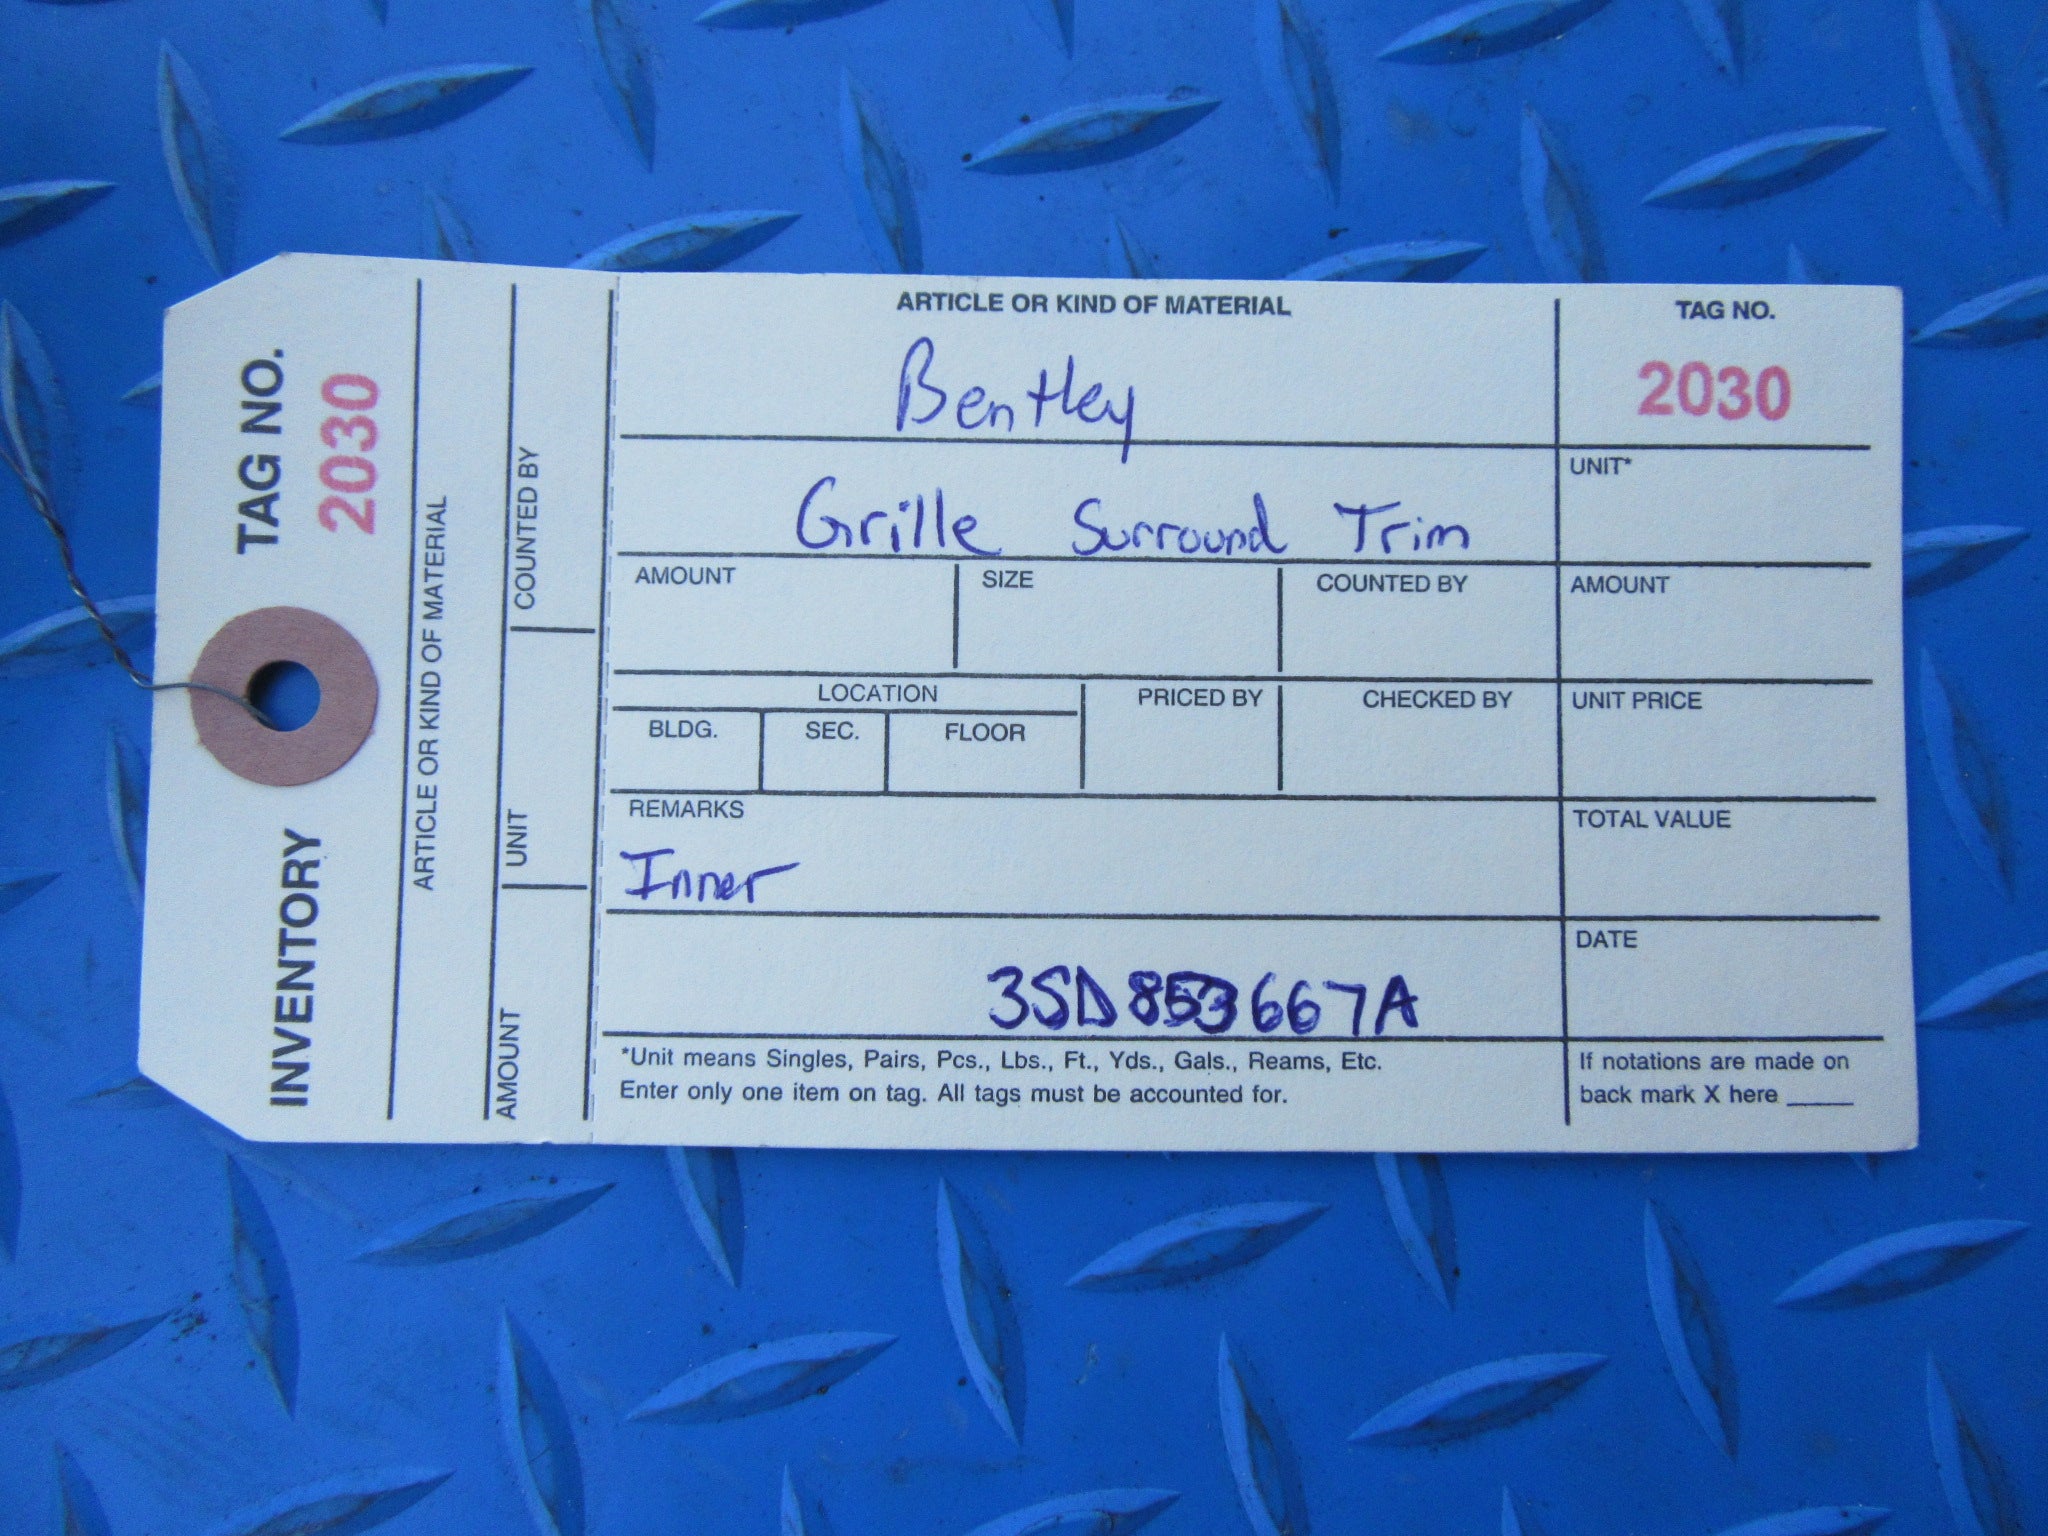 TAG NO.
2030
INVENTORY
ARTICLE OR KIND OF MATERIAL
COUNTED BY
UNIT
AMOUNT
ARTICLE OR KIND OF MATERIAL
Bentley
Grille Surround Trim
TAG NO.
2030
UNIT*
AMOUNT
SIZE
COUNTED BY
AMOUNT
LOCATION
BLDG.
SEC.
FLOOR
PRICED BY
CHECKED BY
UNIT PRICE
REMARKS
Inner
TOTAL VALUE
3SD853667A
DATE
*Unit means Singles, Pairs, Pcs., Lbs., Ft., Yds., Gals., Reams, Etc.
Enter only one item on tag. All tags must be accounted for.
If notations are made on
back mark X here _____